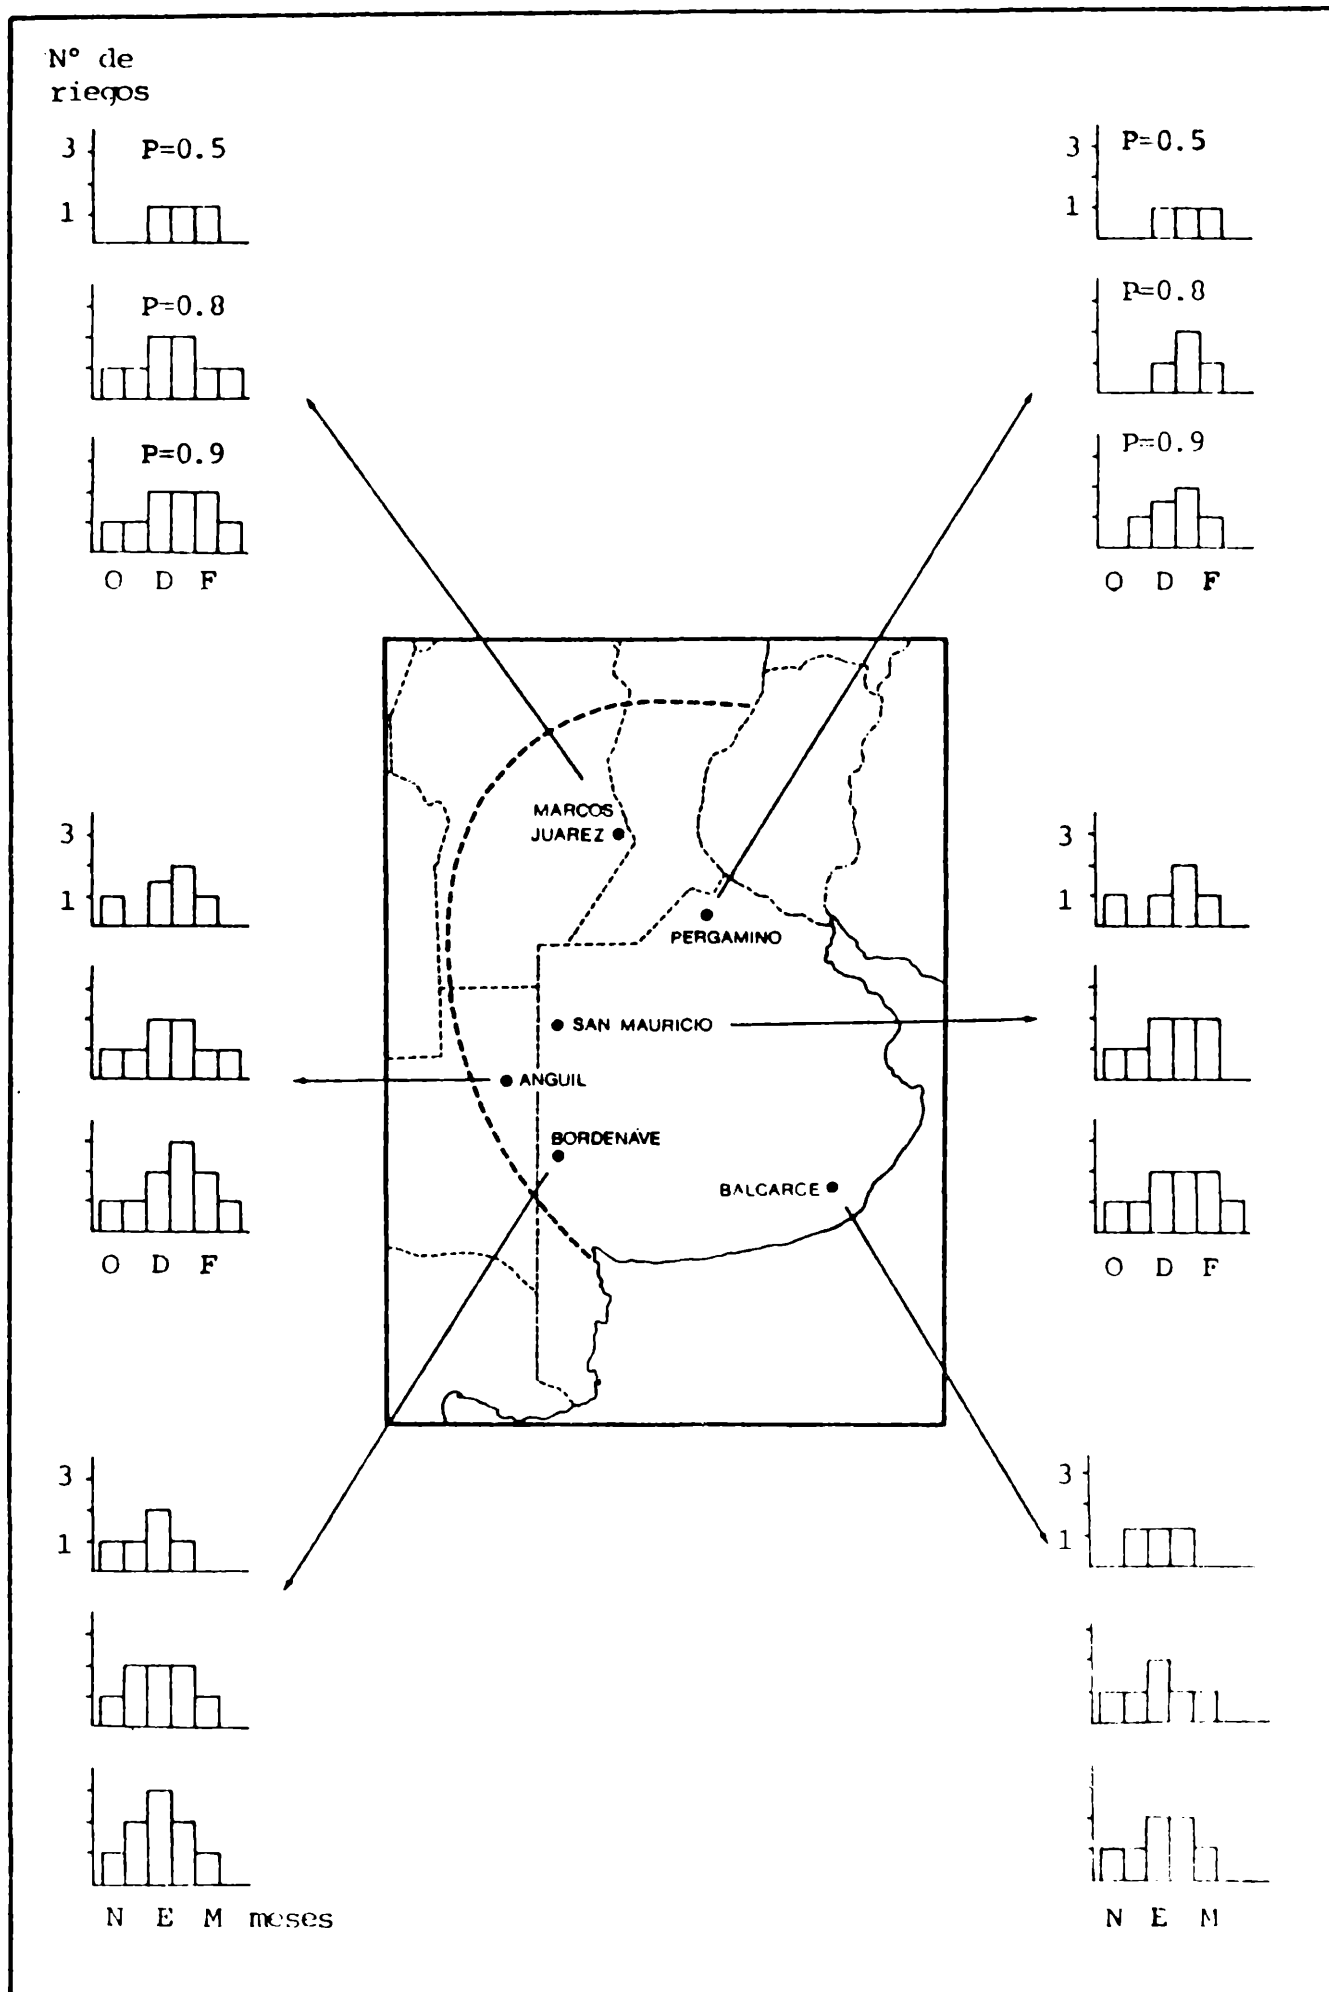 N° de
riegos
3 P=0.5
1
P=0.8
P=0.9
O D F
3 P=0.5
1
P=0.8
P=0.9
O D F
MARCOS
JUAREZ
PERGAMINO
SAN MAURICIO
ANGUIL
BORDENAVE
BALCARCE
3
1
O D F
3
1
O D F
3
1
N E M meses
3
1
N E M